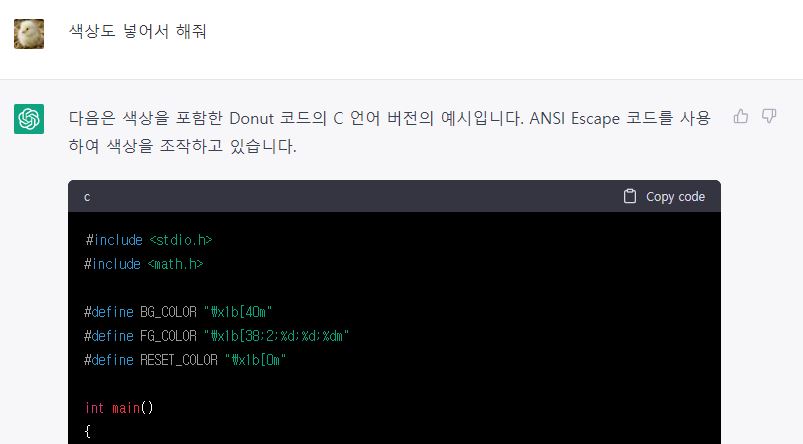 색상도 넣어서 해줘
다음은 색상을 포함한 Donut 코드의 C 언어 버전의 예시입니다. ANSI Escape 코드를 사용
하여 색상을 조작하고 있습니다.
c
Copy code
#include <stdio.h>
#include <math.h>
#define BG_COLOR "₩x1b[40m"
#define FG_COLOR "₩x1b[38;2;%d;%d;%dm"
#define RESET_COLOR "₩x1b[0m"
int main()
{